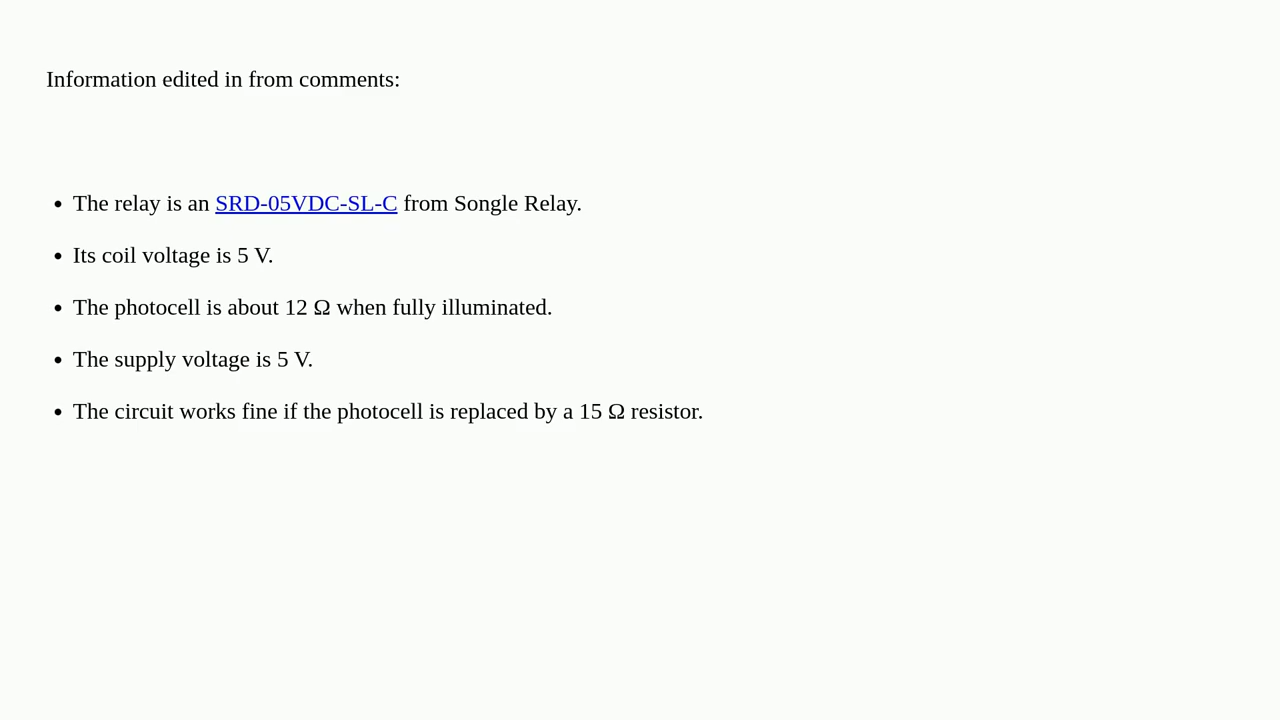 Information edited in from comments:
• The relay is an SRD-05VDC-SL-C from Songle Relay.
• Its coil voltage is 5 V.
• The photocell is about 12 Ω when fully illuminated.
• The supply voltage is 5 V.
• The circuit works fine if the photocell is replaced by a 15 Ω resistor.